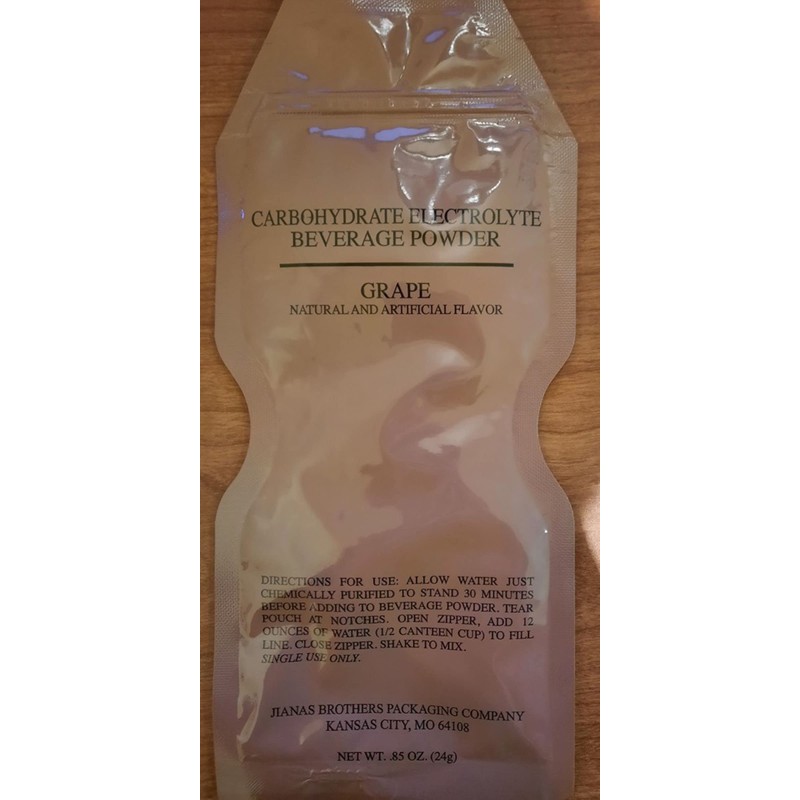 CARBOHYDRATE ELECTROLYTE
BEVERAGE POWDER
GRAPE
NATURAL AND ARTIFICIAL FLAVOR
DIRECTIONS FOR USE: ALLOW WATER JUST
CHEMICALLY PURIFIED TO STAND 30 MINUTES
BEFORE ADDING TO BEVERAGE POWDER. TEAR
POUCH AT NOTCHES. OPEN ZIPPER, ADD 12
OUNCES OF WATER (1/2 CANTEEN CUP) TO FILL
LINE. CLOSE ZIPPER. SHAKE TO MIX.
SINGLE USE ONLY.
JIANAS BROTHERS PACKAGING COMPANY
KANSAS CITY, MO 64108
NET WT. .85 OZ. (24g)